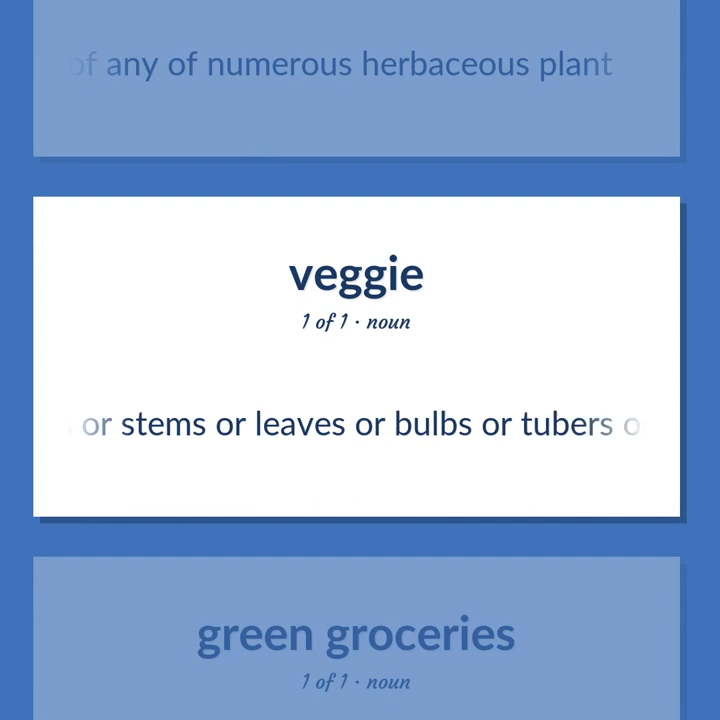 of any of numerous herbaceous plant
veggie
1 of 1 · noun
or stems or leaves or bulbs or tubers
green groceries
1 of 1 · noun